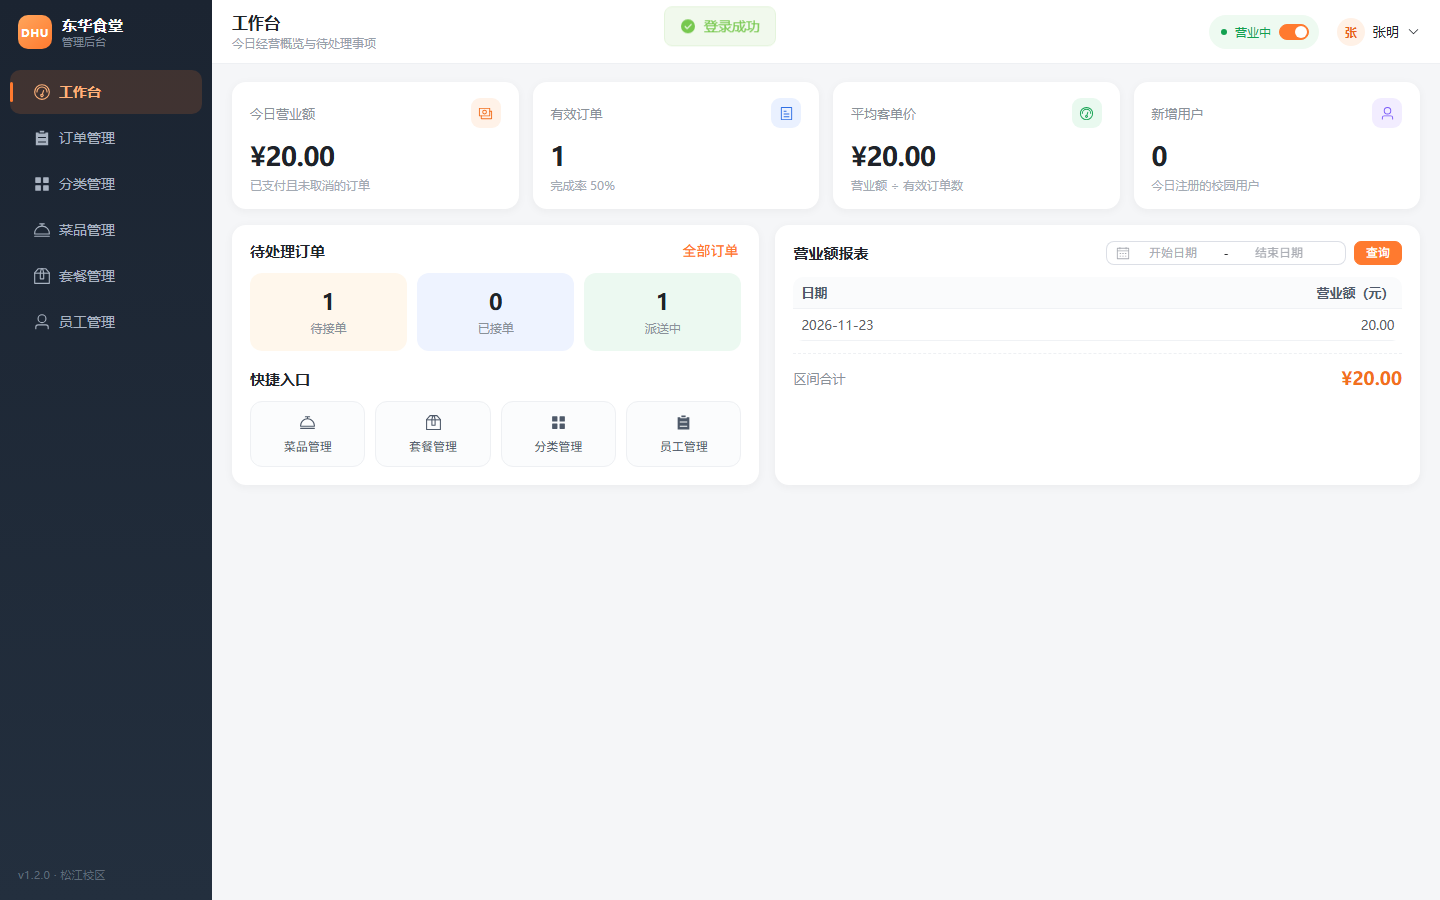 DHU
东华食堂
管理后台
工作台
订单管理
分类管理
菜品管理
套餐管理
员工管理
v1.2.0 · 松江校区
工作台
今日经营概览与待处理事项
登录成功
营业中
张
张明
今日营业额
¥20.00
已支付且未取消的订单
有效订单
1
完成率 50%
平均客单价
¥20.00
营业额 ÷ 有效订单数
新增用户
0
今日注册的校园用户
待处理订单
全部订单
1
待接单
0
已接单
1
派送中
快捷入口
菜品管理
套餐管理
分类管理
员工管理
营业额报表
开始日期 - 结束日期
查询
日期 营业额（元）
2026-11-23 20.00
区间合计 ¥20.00